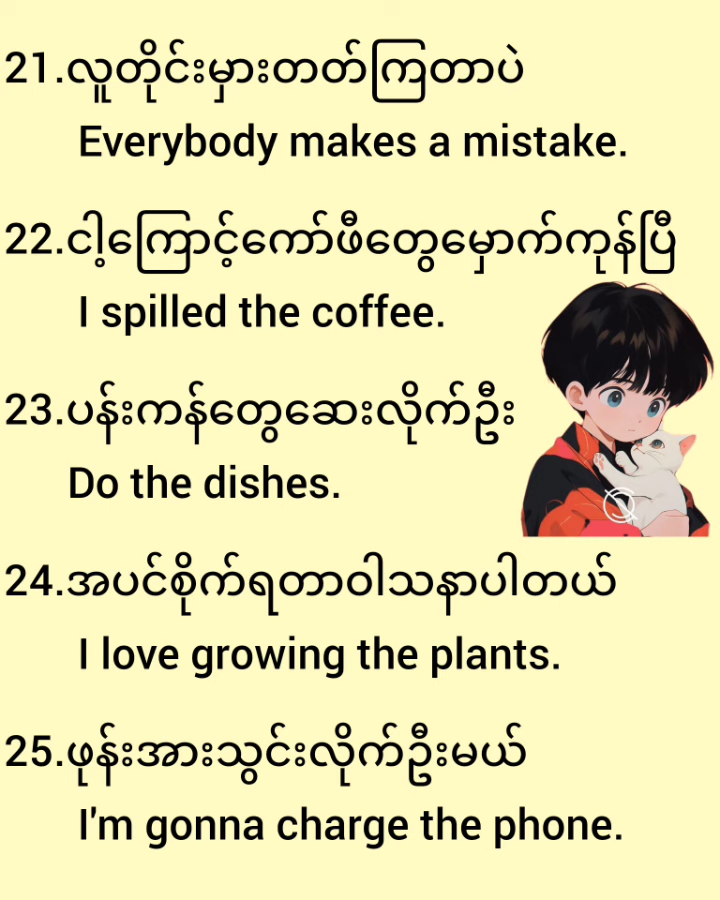 21.လူတိုင်းမှားတတ်ကြတာပဲ
Everybody makes a mistake.
22.ငါ့ကြောင့်ကော်ဖီတွေမှောက်ကုန်ပြီ
I spilled the coffee.
23.ပန်းကန်တွေဆေးလိုက်ဦး
Do the dishes.
24.အပင်စိုက်ရတာဝါသနာပါတယ်
I love growing the plants.
25.ဖုန်းအားသွင်းလိုက်ဦးမယ်
I'm gonna charge the phone.